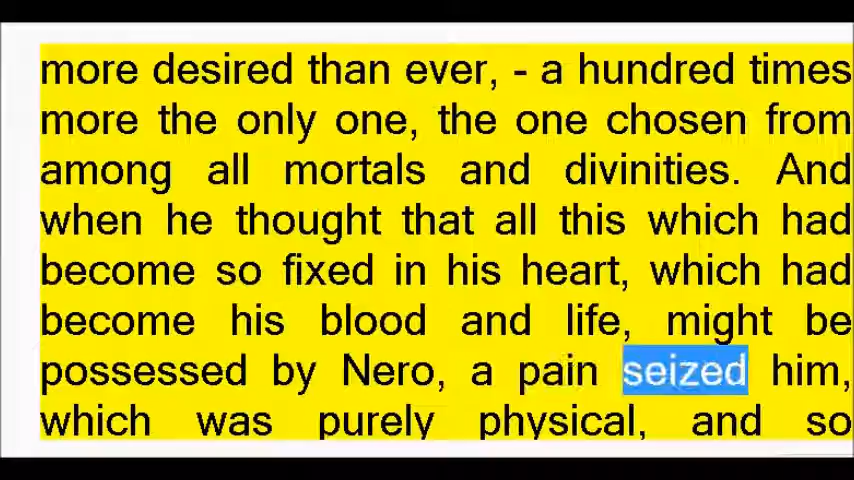 more desired than ever, - a hundred times
more the only one, the one chosen from
among all mortals and divinities. And
when he thought that all this which had
become so fixed in his heart, which had
become his blood and life, might be
possessed by Nero, a pain seized him,
which was purely physical, and so